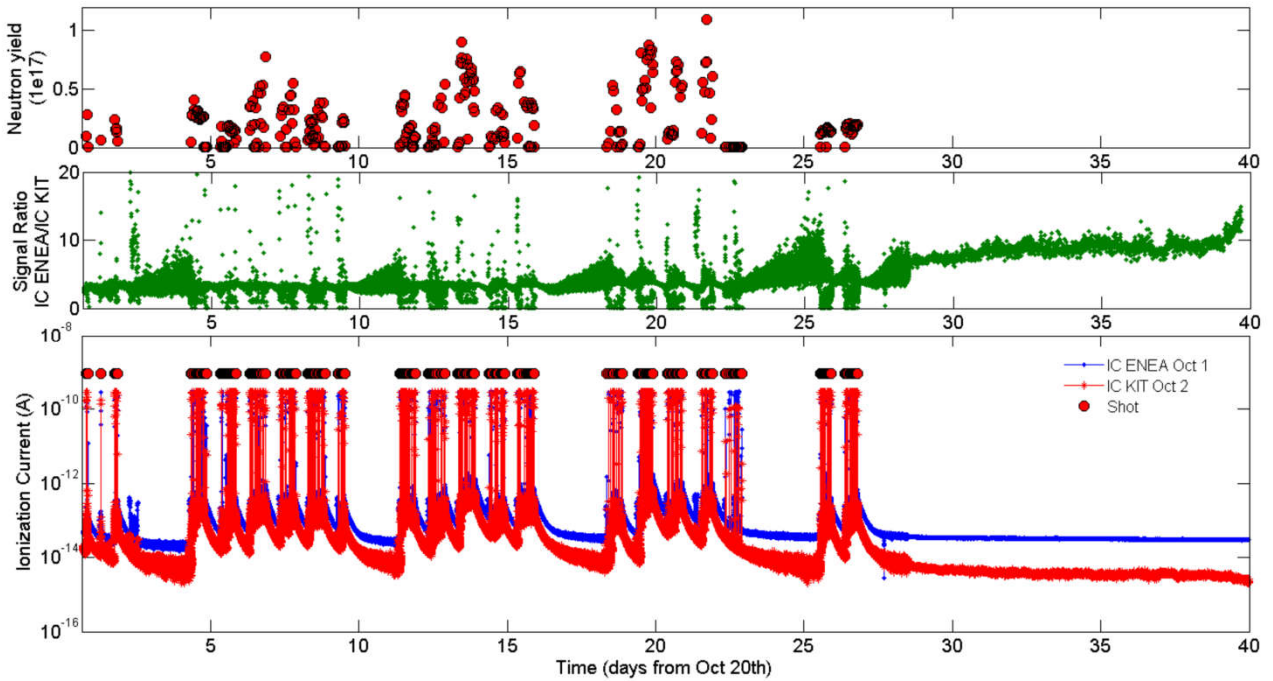 Neutron yield
(1e17)
1
0.5
0
5 10 15 20 25 30 35 40
Signal Ratio
IC ENEA/IC KIT
20
10
0
5 10 15 20 25 30 35 40
Ionization Current (A)
10-8
10-10
10-12
10-14
10-16
IC ENEA Oct 1
IC KIT Oct 2
Shot
5 10 15 20 25 30 35 40
Time (days from Oct 20th)